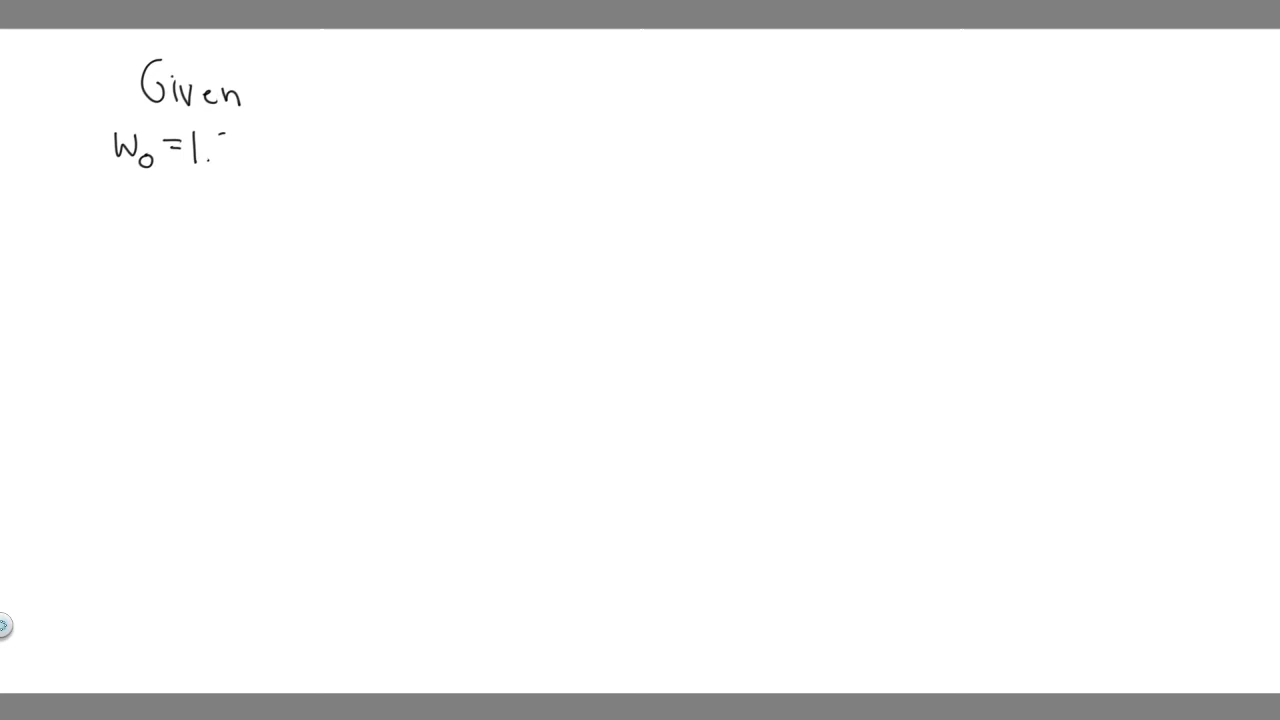 Given
W₀ = 1.